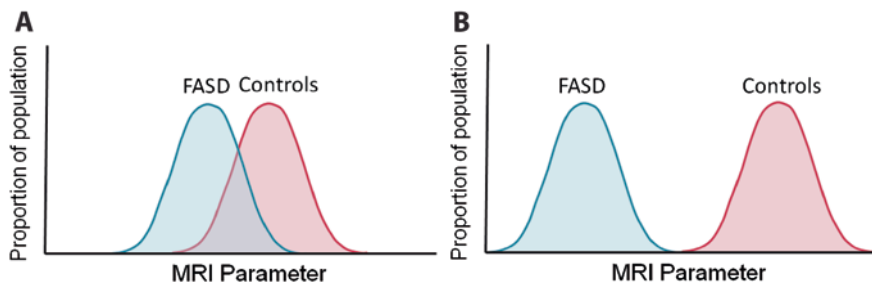 A
Proportion of population
FASD Controls
MRI Parameter
B
Proportion of population
FASD
Controls
MRI Parameter